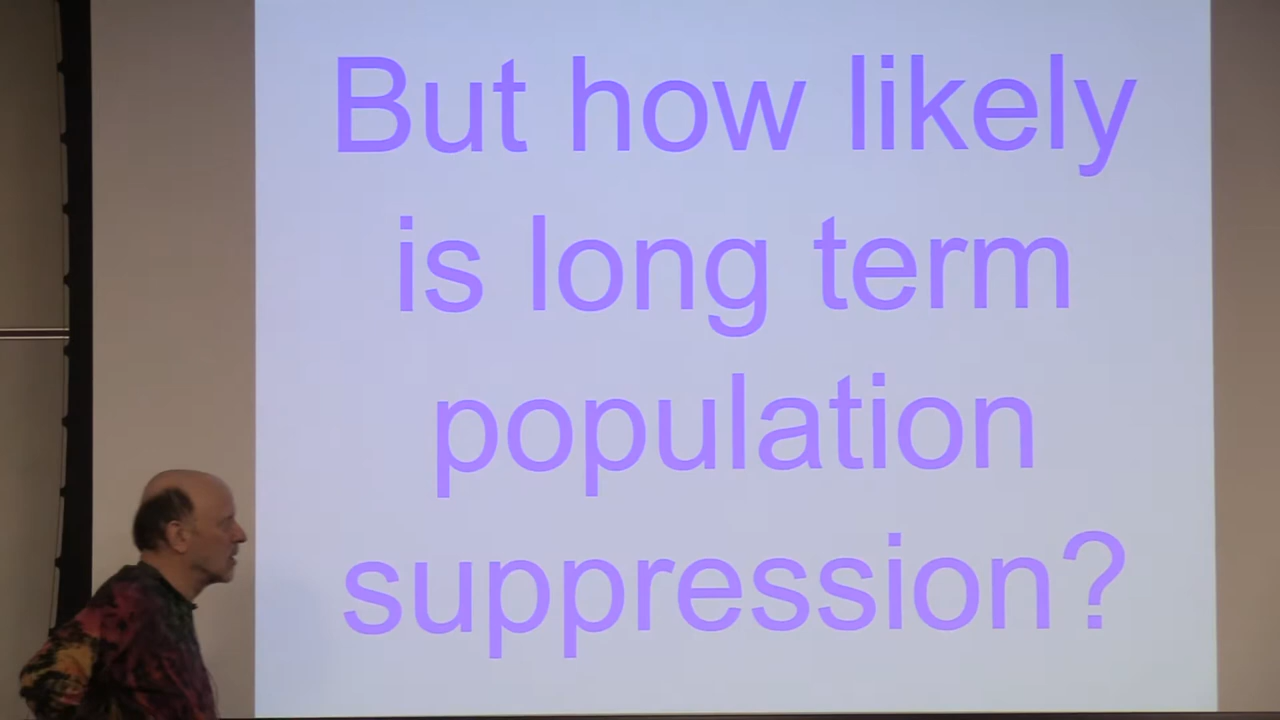 But how likely
is long term
population
suppression?